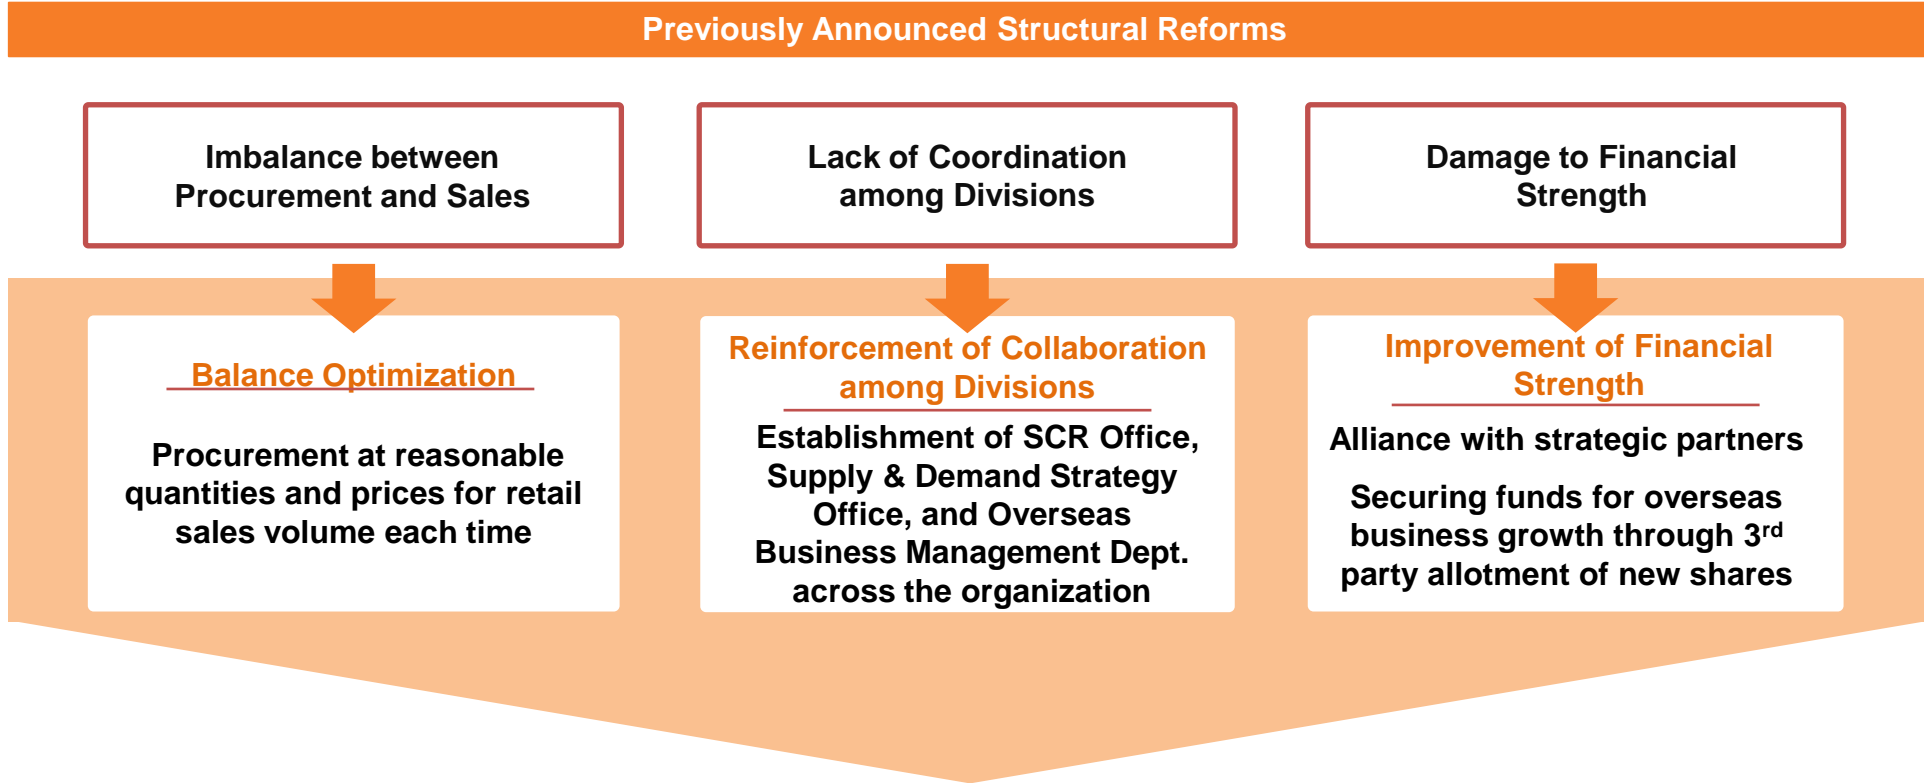 Previously Announced Structural Reforms
Imbalance between
Procurement and Sales
Lack of Coordination
among Divisions
Damage to Financial
Strength
Balance Optimization
Procurement at reasonable
quantities and prices for retail
sales volume each time
Reinforcement of Collaboration
among Divisions
Establishment of SCR Office,
Supply & Demand Strategy
Office, and Overseas
Business Management Dept.
across the organization
Improvement of Financial
Strength
Alliance with strategic partners
Securing funds for overseas
business growth through 3rd
party allotment of new shares